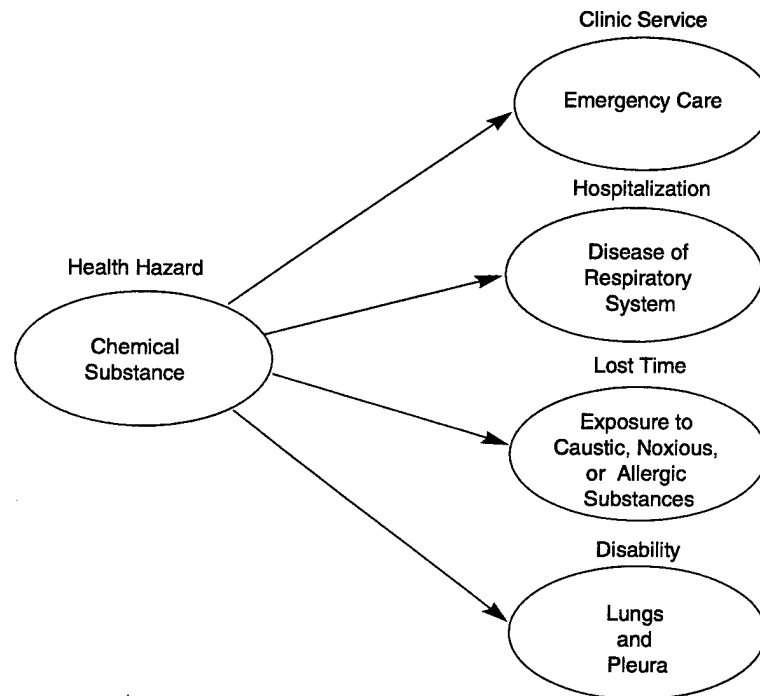 Clinic Service
Emergency Care
Hospitalization
Disease of
Respiratory
System
Health Hazard
Chemical
Substance
Lost Time
Exposure to
Caustic, Noxious,
or Allergic
Substances
Disability
Lungs
and
Pleura